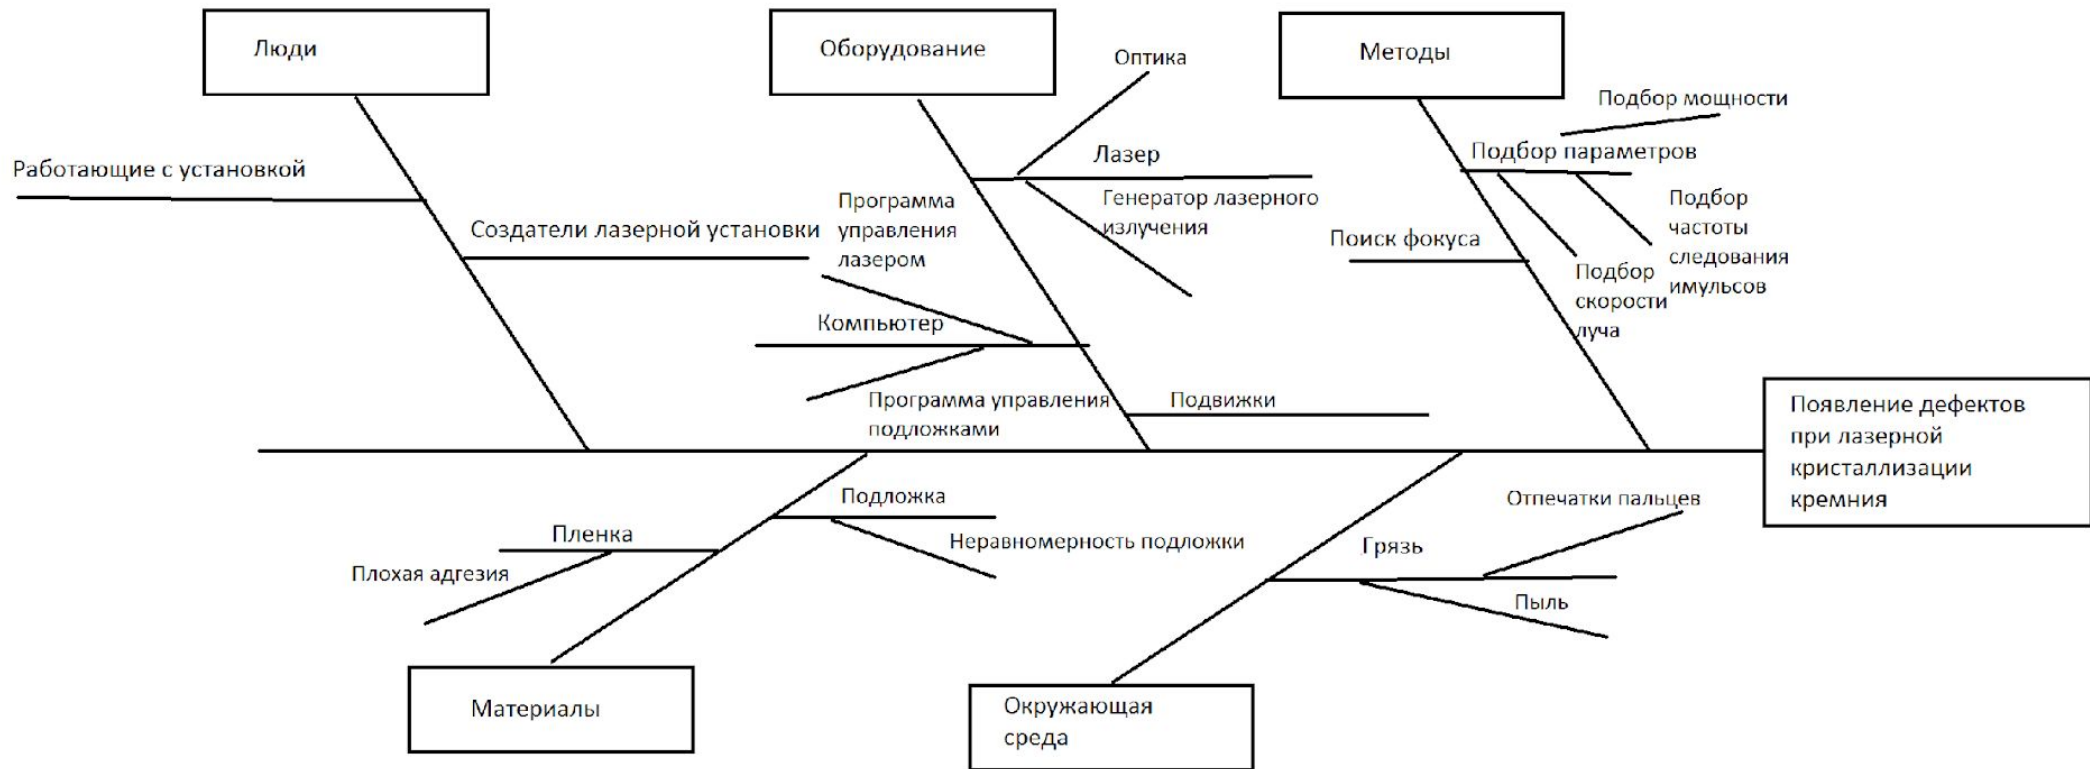 Люди
Оборудование
Методы
Оптика
Подбор мощности
Работающие с установкой
Лазер
Подбор параметров
Создатели лазерной установки
Программа
управления
лазером
Генератор лазерного
излучения
Подбор
частоты
следования
имульсов
Поиск фокуса
Подбор
скорости
луча
Компьютер
Программа управления
подложками
Подвижки
Появление дефектов
при лазерной
кристаллизации
кремния
Подложка
Пленка
Неравномерность подложки
Плохая адгезия
Отпечатки пальцев
Грязь
Пыль
Материалы
Окружающая
среда